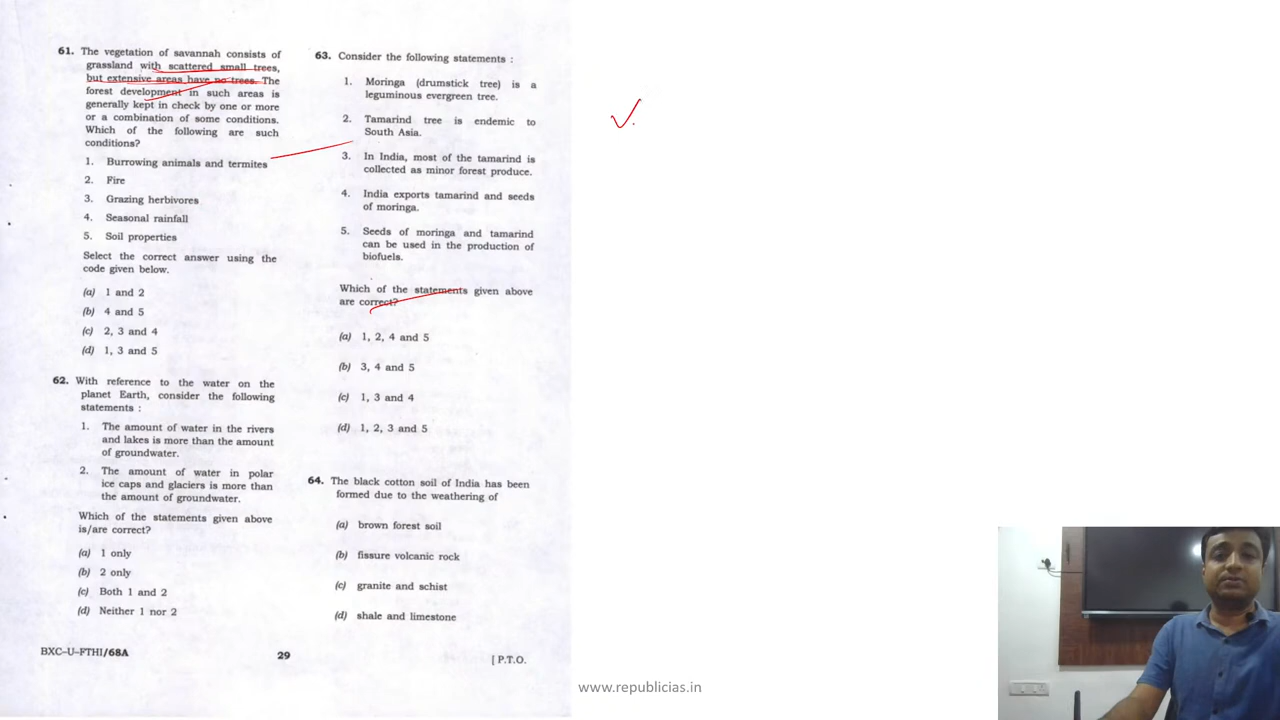 61. The vegetation of savannah consists of
grassland with scattered small trees,
but extensive areas have no trees. The
forest development in such areas is
generally kept in check by one or more
or a combination of some conditions.
Which of the following are such
conditions?
1. Burrowing animals and termites
2. Fire
3. Grazing herbivores
4. Seasonal rainfall
5. Soil properties
Select the correct answer using the
code given below.
(a) 1 and 2
(b) 4 and 5
(c) 2, 3 and 4
(d) 1, 3 and 5
62. With reference to the water on the
planet Earth, consider the following
statements :
1. The amount of water in the rivers
and lakes is more than the amount
of groundwater.
2. The amount of water in polar
ice caps and glaciers is more than
the amount of groundwater.
Which of the statements given above
is/are correct?
(a) 1 only
(b) 2 only
(c) Both 1 and 2
(d) Neither 1 nor 2
63. Consider the following statements :
1. Moringa (drumstick tree) is a
leguminous evergreen tree.
2. Tamarind tree is endemic to
South Asia.
3. In India, most of the tamarind is
collected as minor forest produce.
4. India exports tamarind and seeds
of moringa.
5. Seeds of moringa and tamarind
can be used in the production of
biofuels.
Which of the statements given above
are correct?
(a) 1, 2, 4 and 5
(b) 3, 4 and 5
(c) 1, 3 and 4
(d) 1, 2, 3 and 5
64. The black cotton soil of India has been
formed due to the weathering of
(a) brown forest soil
(b) fissure volcanic rock
(c) granite and schist
(d) shale and limestone
BXC-U-FTHI/68A
29
[ P.T.O.
www.republicias.in